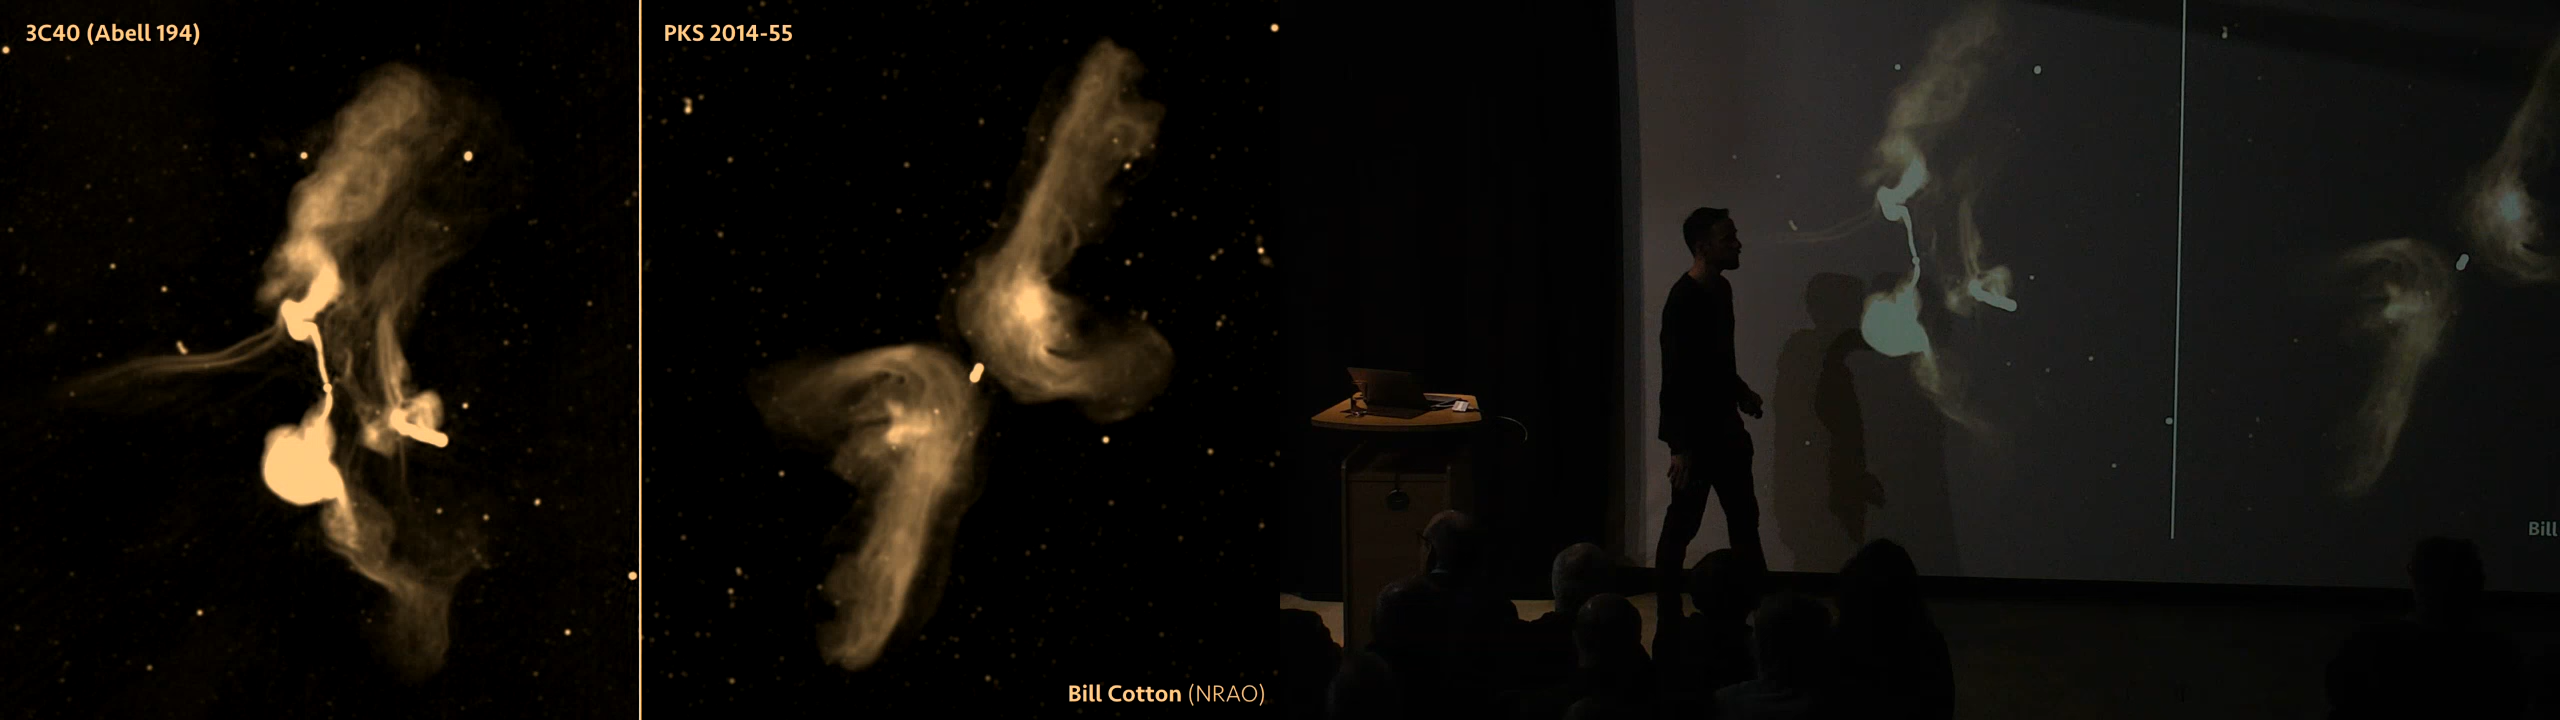 3C40 (Abell 194)
PKS 2014-55
Bill Cotton (NRAO)
Bill